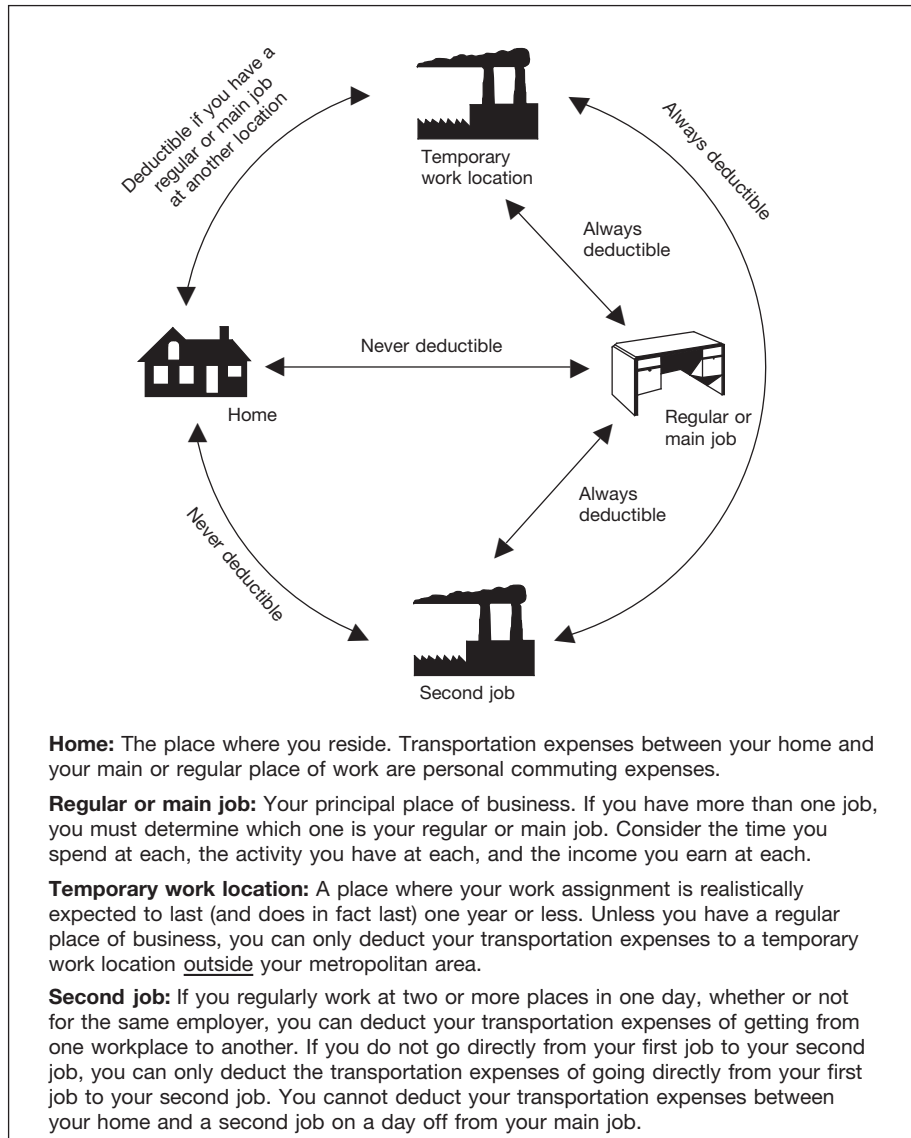 Deductible if you have a
regular or main job
at another location
Temporary
work location
Always deductible
Always
deductible
Never deductible
Home
Regular or
main job
Always
deductible
Never deductible
Second job
Home: The place where you reside. Transportation expenses between your home and
your main or regular place of work are personal commuting expenses.
Regular or main job: Your principal place of business. If you have more than one job,
you must determine which one is your regular or main job. Consider the time you
spend at each, the activity you have at each, and the income you earn at each.
Temporary work location: A place where your work assignment is realistically
expected to last (and does in fact last) one year or less. Unless you have a regular
place of business, you can only deduct your transportation expenses to a temporary
work location outside your metropolitan area.
Second job: If you regularly work at two or more places in one day, whether or not
for the same employer, you can deduct your transportation expenses of getting from
one workplace to another. If you do not go directly from your first job to your second
job, you can only deduct the transportation expenses of going directly from your first
job to your second job. You cannot deduct your transportation expenses between
your home and a second job on a day off from your main job.